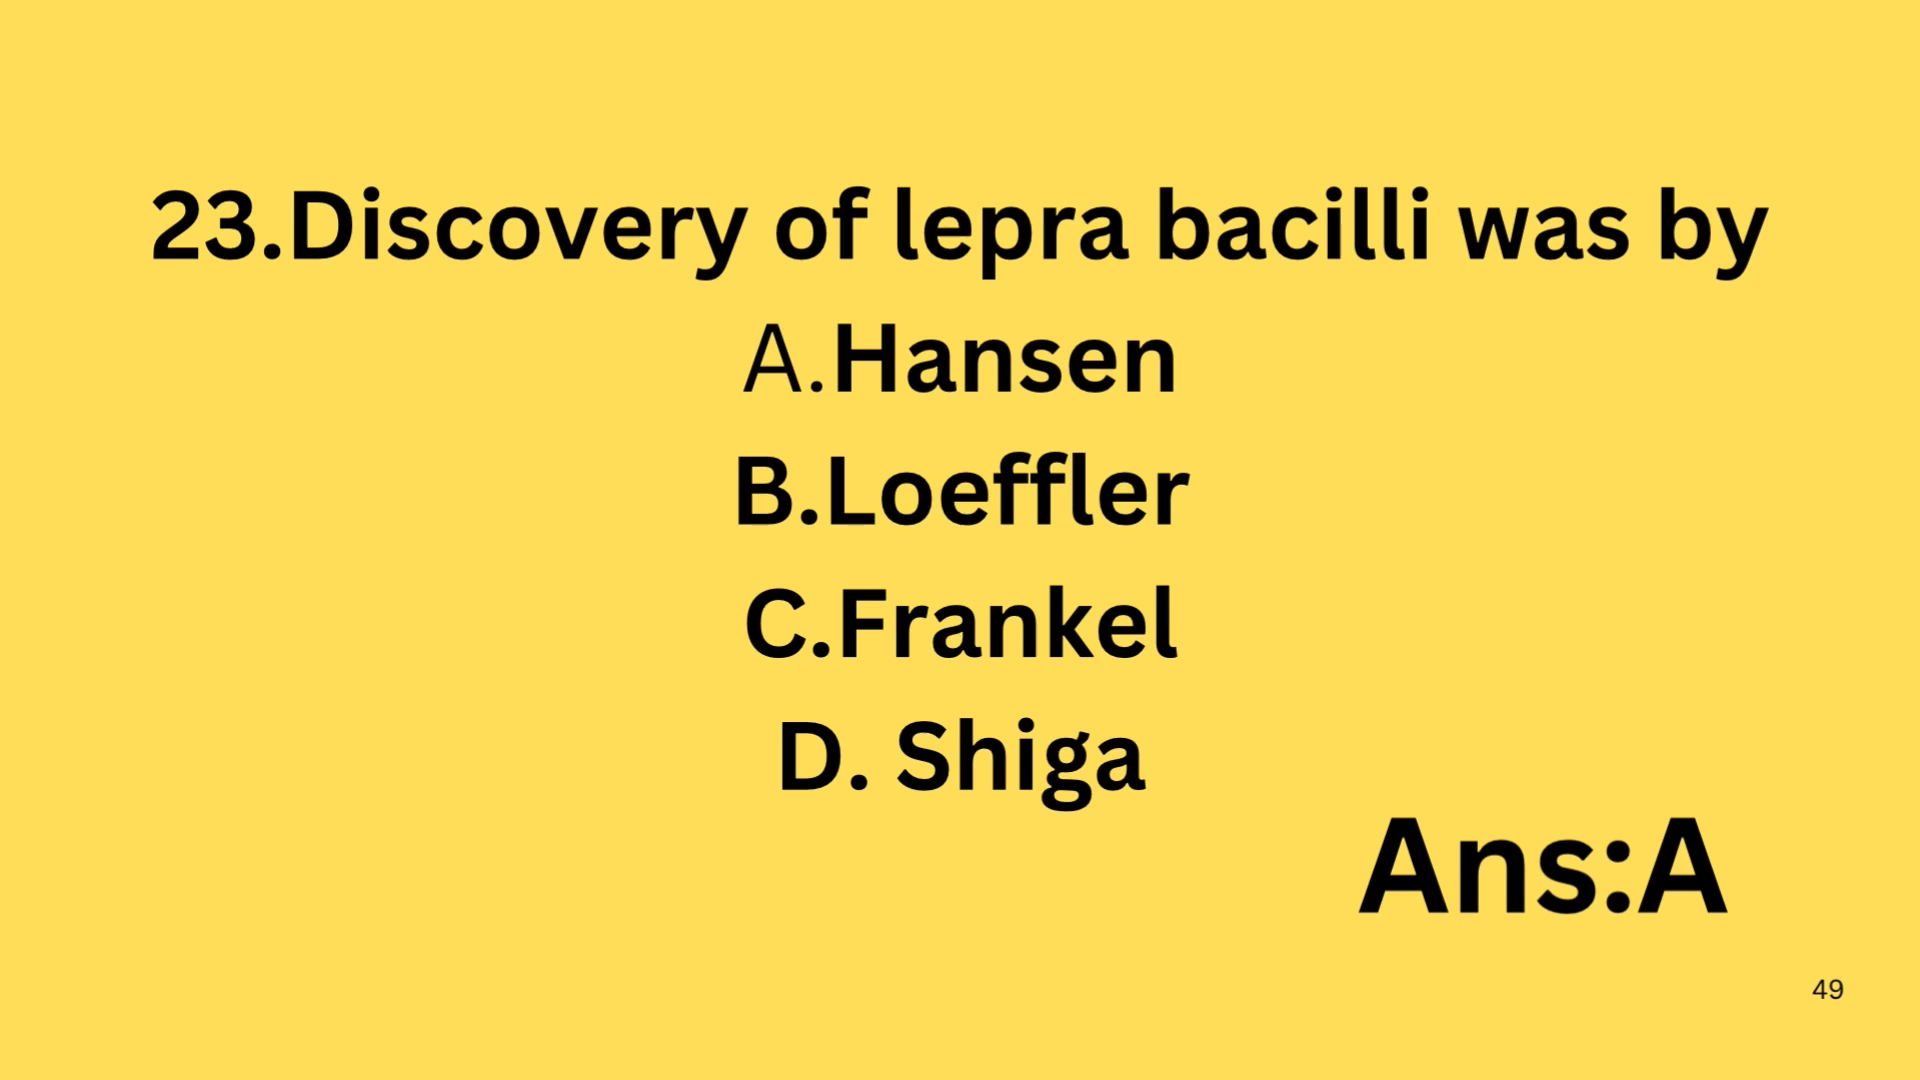 23.Discovery of lepra bacilli was by
A.Hansen
B.Loeffler
C.Frankel
D. Shiga
Ans:A
49